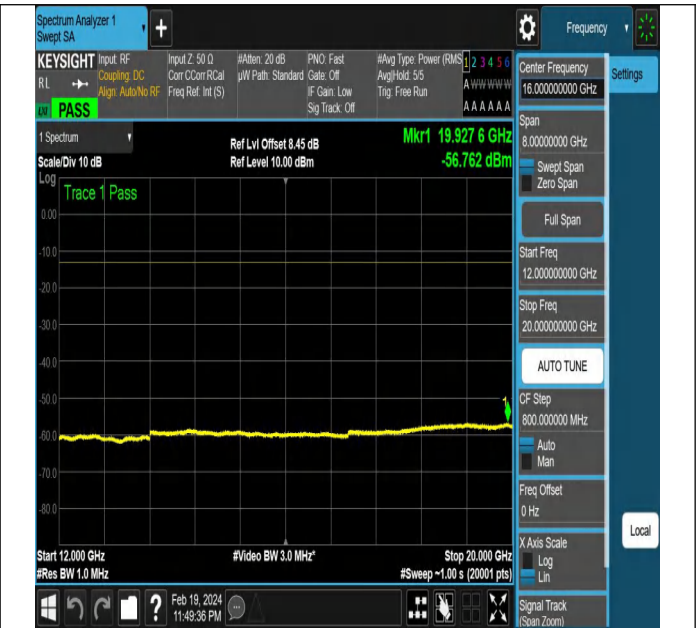 Spectrum Analyzer 1
Swept SA
+
Frequency
KEYSIGHT
RL
PASS
Input: RF
Coupling: DC
Align: Auto/No RF
Input Z: 50 Ω
Corr CCorr RCal
Freq Ref: Int (S)
#Atten: 20 dB
µW Path: Standard
PNO: Fast
Gate: Off
IF Gain: Low
Sig Track: Off
#Avg Type: Power (RMS
Avg|Hold: 5/5
Trig: Free Run
1 2 3 4 5 6
A W W W W W
A A A A A A
1 Spectrum
Scale/Div 10 dB
Ref Lvl Offset 8.45 dB
Ref Level 10.00 dBm
Mkr1 19.927 6 GHz
-56.762 dBm
Log
Trace 1 Pass
0.00
-10.0
-20.0
-30.0
-40.0
-50.0
-60.0
-70.0
-80.0
1
Start 12.000 GHz
#Res BW 1.0 MHz
#Video BW 3.0 MHz*
Stop 20.000 GHz
#Sweep ~1.00 s (20001 pts)
?
Feb 19, 2024
11:49:36 PM
Center Frequency
16.000000000 GHz
Span
8.00000000 GHz
Swept Span
Zero Span
Full Span
Start Freq
12.000000000 GHz
Stop Freq
20.000000000 GHz
AUTO TUNE
CF Step
800.000000 MHz
Auto
Man
Freq Offset
0 Hz
X Axis Scale
Log
Lin
Signal Track
(Span Zoom)
Settings
Local